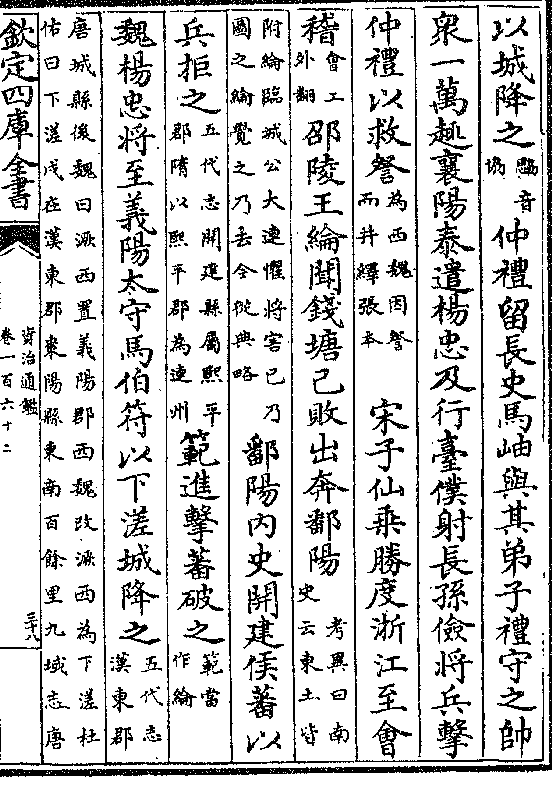 以城降之勰音協仲禮留長史馬岫與其弟子禮守之帥
衆一萬趣襄陽泰遣楊忠及行臺僕射長孫儉將兵擊
仲禮以救詧為西魏因詧而并繹張本宋子仙乘勝度浙江至會
稽會工外翻邵陵王綸聞錢塘已敗出奔鄱陽考異曰南史云東土皆
附綸臨城公大連懼將害已乃圖之綸覺之乃去今從典略鄱陽内史開建侯蕃以
兵拒之五代志開建縣屬熙平郡隋以熙平郡為連州範進擊蕃破之範當作綸
魏楊忠将至義陽太守馬伯符以下溠城降之五代志漢東郡
唐城縣後魏曰㵐西置義陽郡西魏改㵐西為下溠杜
佑曰下溠戍在漢東郡棗陽縣東南百餘里九域志唐
欽定四庫全書
資治通鑑
卷一百六十二
三十八